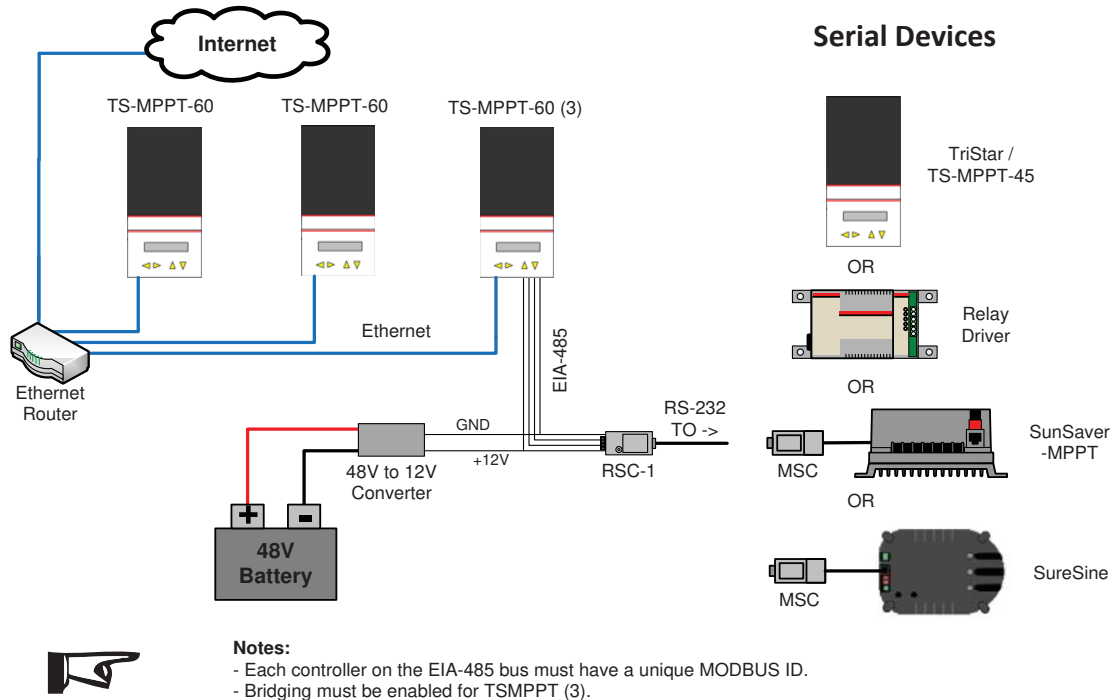 Internet
Serial Devices
TS-MPPT-60
TS-MPPT-60
TS-MPPT-60 (3)
TriStar /
TS-MPPT-45
OR
Relay
Driver
Ethernet
EIA-485
Ethernet
Router
OR
RS-232
TO ->
GND
+12V
48V to 12V
Converter
RSC-1
MSC
SunSaver
-MPPT
OR
+
-
48V
Battery
MSC
SureSine
Notes:
- Each controller on the EIA-485 bus must have a unique MODBUS ID.
- Bridging must be enabled for TSMPPT (3).